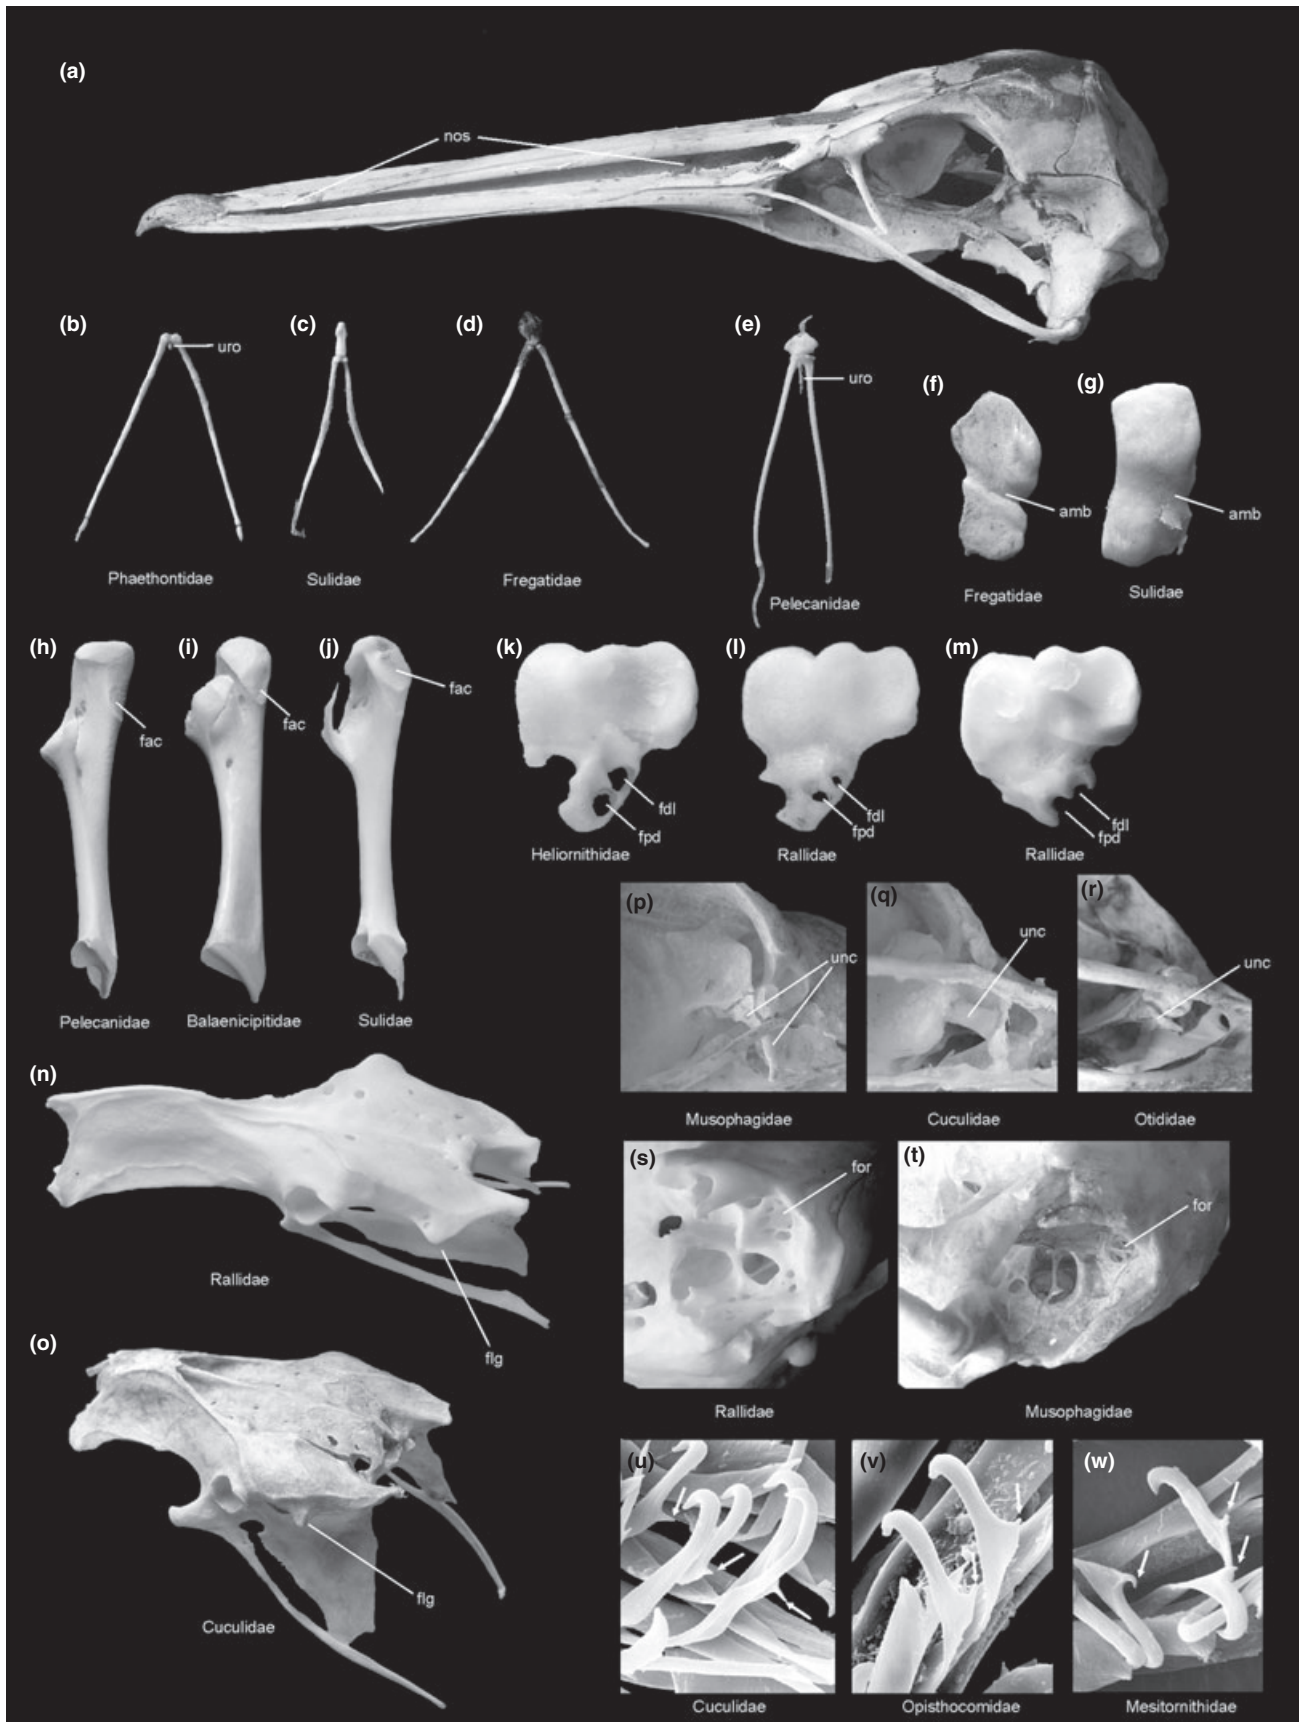 (a)
nos
(b)
(c)
(d)
(e)
uro
uro
(f)
(g)
amb
amb
Phaethontidae
Sulidae
Fregatidae
Pelecanidae
Fregatidae
Sulidae
(h)
(i)
(j)
(k)
(l)
(m)
fac
fac
fac
fdl
fpd
fdl
fpd
fdl
fpd
Heliornithidae
Rallidae
Rallidae
Pelecanidae
Balaenicipitidae
Sulidae
(p)
(q)
(r)
unc
unc
unc
Musophagidae
Cuculidae
Otididae
(n)
Rallidae
flg
(s)
(t)
for
for
Rallidae
Musophagidae
(o)
flg
Cuculidae
(u)
(v)
(w)
Cuculidae
Opisthocomidae
Mesitornithidae